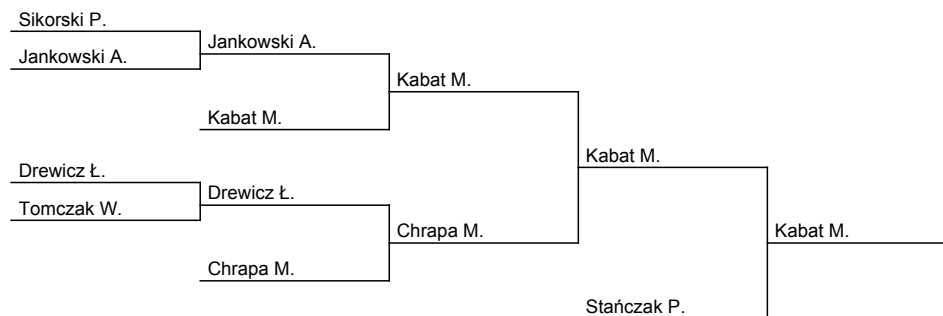 Sikorski P.
Jankowski A.
Jankowski A.
Kabat M.
Kabat M.
Kabat M.
Drewicz Ł.
Drewicz Ł.
Tomczak W.
Chrapa M.
Kabat M.
Chrapa M.
Stańczak P.